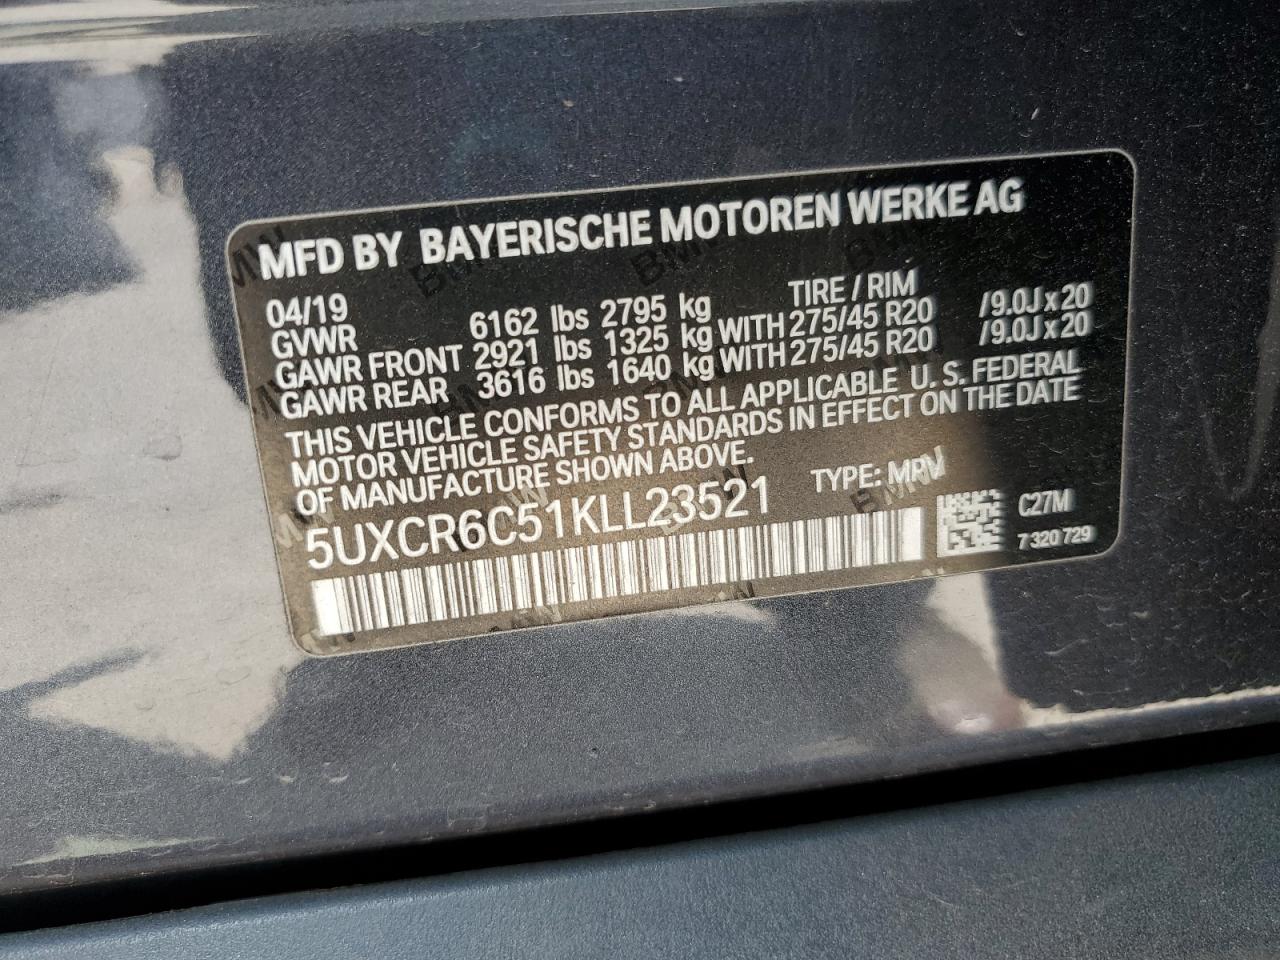 MFD BY BAYERISCHE MOTOREN WERKE AG
04/19 TIRE / RIM
GVWR 6162 lbs 2795 kg
GAWR FRONT 2921 lbs 1325 kg WITH 275/45 R20 /9.0J x 20
GAWR REAR 3616 lbs 1640 kg WITH 275/45 R20 /9.0J x 20
THIS VEHICLE CONFORMS TO ALL APPLICABLE U. S. FEDERAL
MOTOR VEHICLE SAFETY STANDARDS IN EFFECT ON THE DATE
OF MANUFACTURE SHOWN ABOVE.
5UXCR6C51KLL23521 TYPE: MPV
C27M
7 320 729